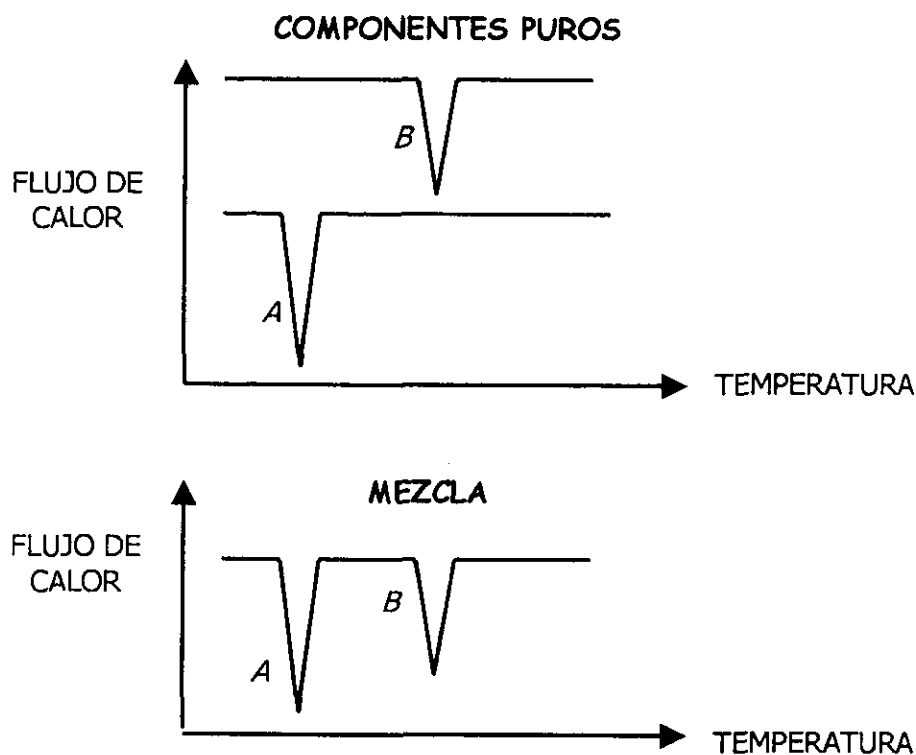 COMPONENTES PUROS
B
FLUJO DE
CALOR
A
TEMPERATURA
MEZCLA
FLUJO DE
CALOR
B
A
TEMPERATURA